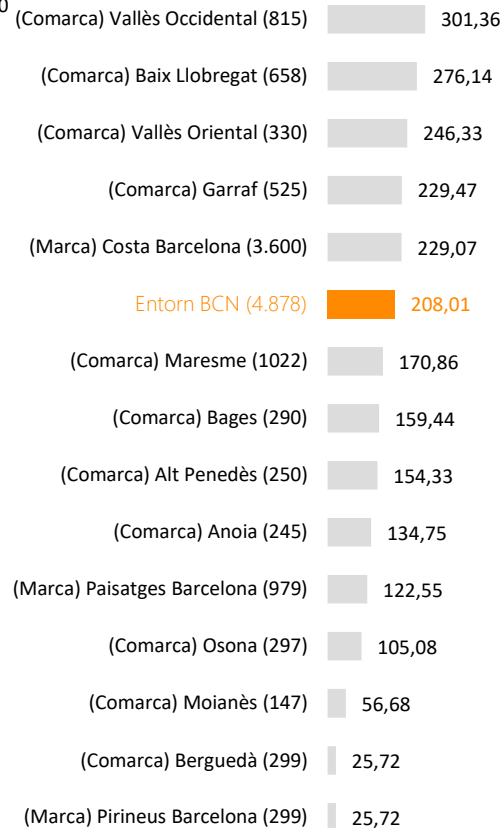 0
(Comarca) Vallès Occidental (815) 301,36
(Comarca) Baix Llobregat (658) 276,14
(Comarca) Vallès Oriental (330) 246,33
(Comarca) Garraf (525) 229,47
(Marca) Costa Barcelona (3.600) 229,07
Entorn BCN (4.878) 208,01
(Comarca) Maresme (1022) 170,86
(Comarca) Bages (290) 159,44
(Comarca) Alt Penedès (250) 154,33
(Comarca) Anoia (245) 134,75
(Marca) Paisatges Barcelona (979) 122,55
(Comarca) Osona (297) 105,08
(Comarca) Moianès (147) 56,68
(Comarca) Berguedà (299) 25,72
(Marca) Pirineus Barcelona (299) 25,72